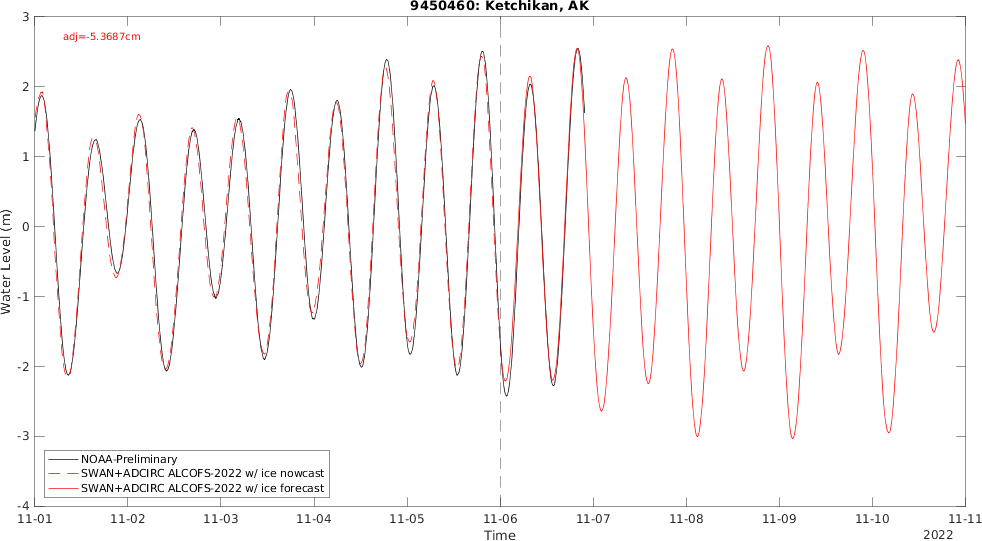 9450460: Ketchikan, AK
adj=-5.3687cm
3
2
1
0
-1
-2
-3
-4
Water Level (m)
NOAA-Preliminary
SWAN+ADCIRC ALCOFS-2022 w/ ice nowcast
SWAN+ADCIRC ALCOFS-2022 w/ ice forecast
11-01 11-02 11-03 11-04 11-05 11-06 11-07 11-08 11-09 11-10 11-11
Time
2022